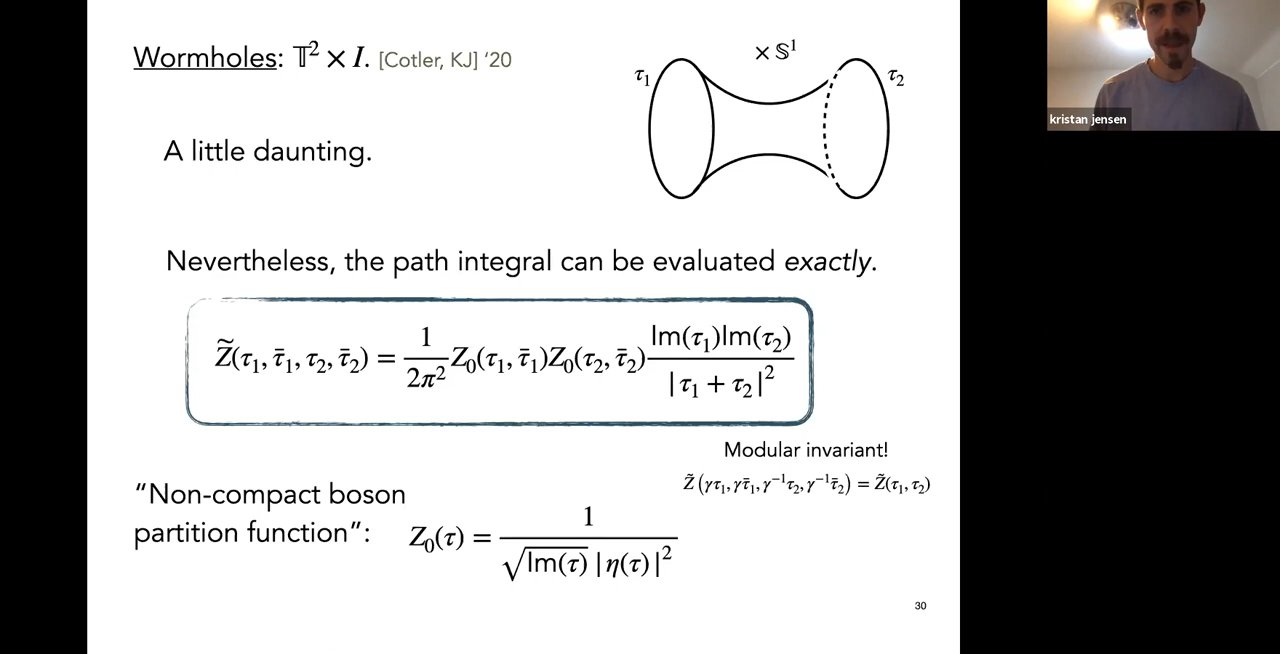 Wormholes: 𝕋² × I. [Cotler, KJ] '20
× 𝕊¹
τ₁
τ₂
A little daunting.
Nevertheless, the path integral can be evaluated exactly.
Z̃(τ₁, τ̄₁, τ₂, τ̄₂) = 1/(2π²) Z₀(τ₁, τ̄₁)Z₀(τ₂, τ̄₂) Im(τ₁)Im(τ₂)/|τ₁ + τ₂|²
Modular invariant!
Z̃(γτ₁, γτ̄₁, γ⁻¹τ₂, γ⁻¹τ̄₂) = Z̃(τ₁, τ₂)
"Non-compact boson
partition function":
Z₀(τ) = 1/(√Im(τ) |η(τ)|²)
30
kristan jensen